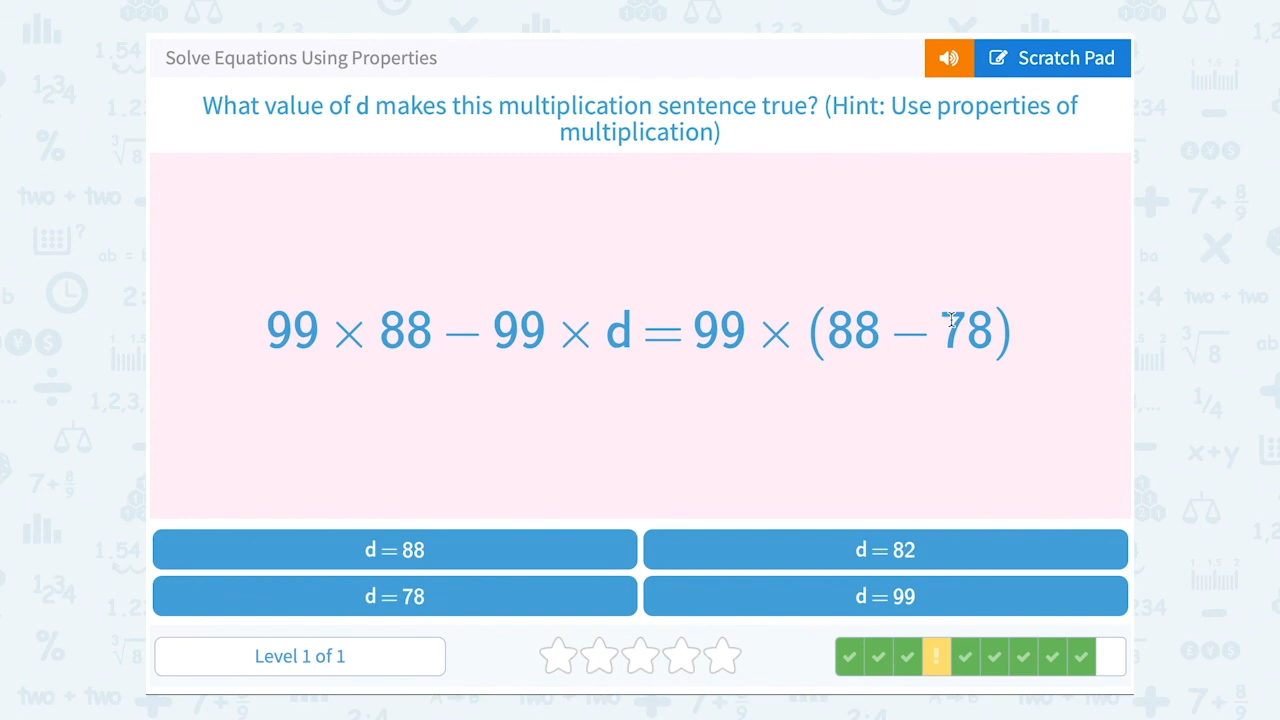 Solve Equations Using Properties
Scratch Pad
What value of d makes this multiplication sentence true? (Hint: Use properties of
multiplication)
99 × 88 − 99 × d = 99 × (88 − 78)
d = 88
d = 82
d = 78
d = 99
Level 1 of 1